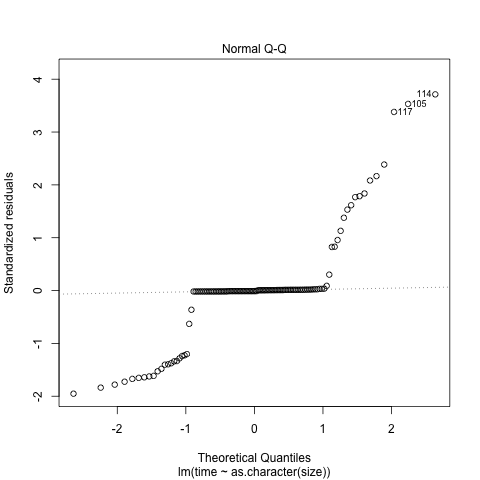 Normal Q-Q
4
3
2
1
0
-1
-2
Standardized residuals
114
105
117
-2 -1 0 1 2
Theoretical Quantiles
lm(time ~ as.character(size))